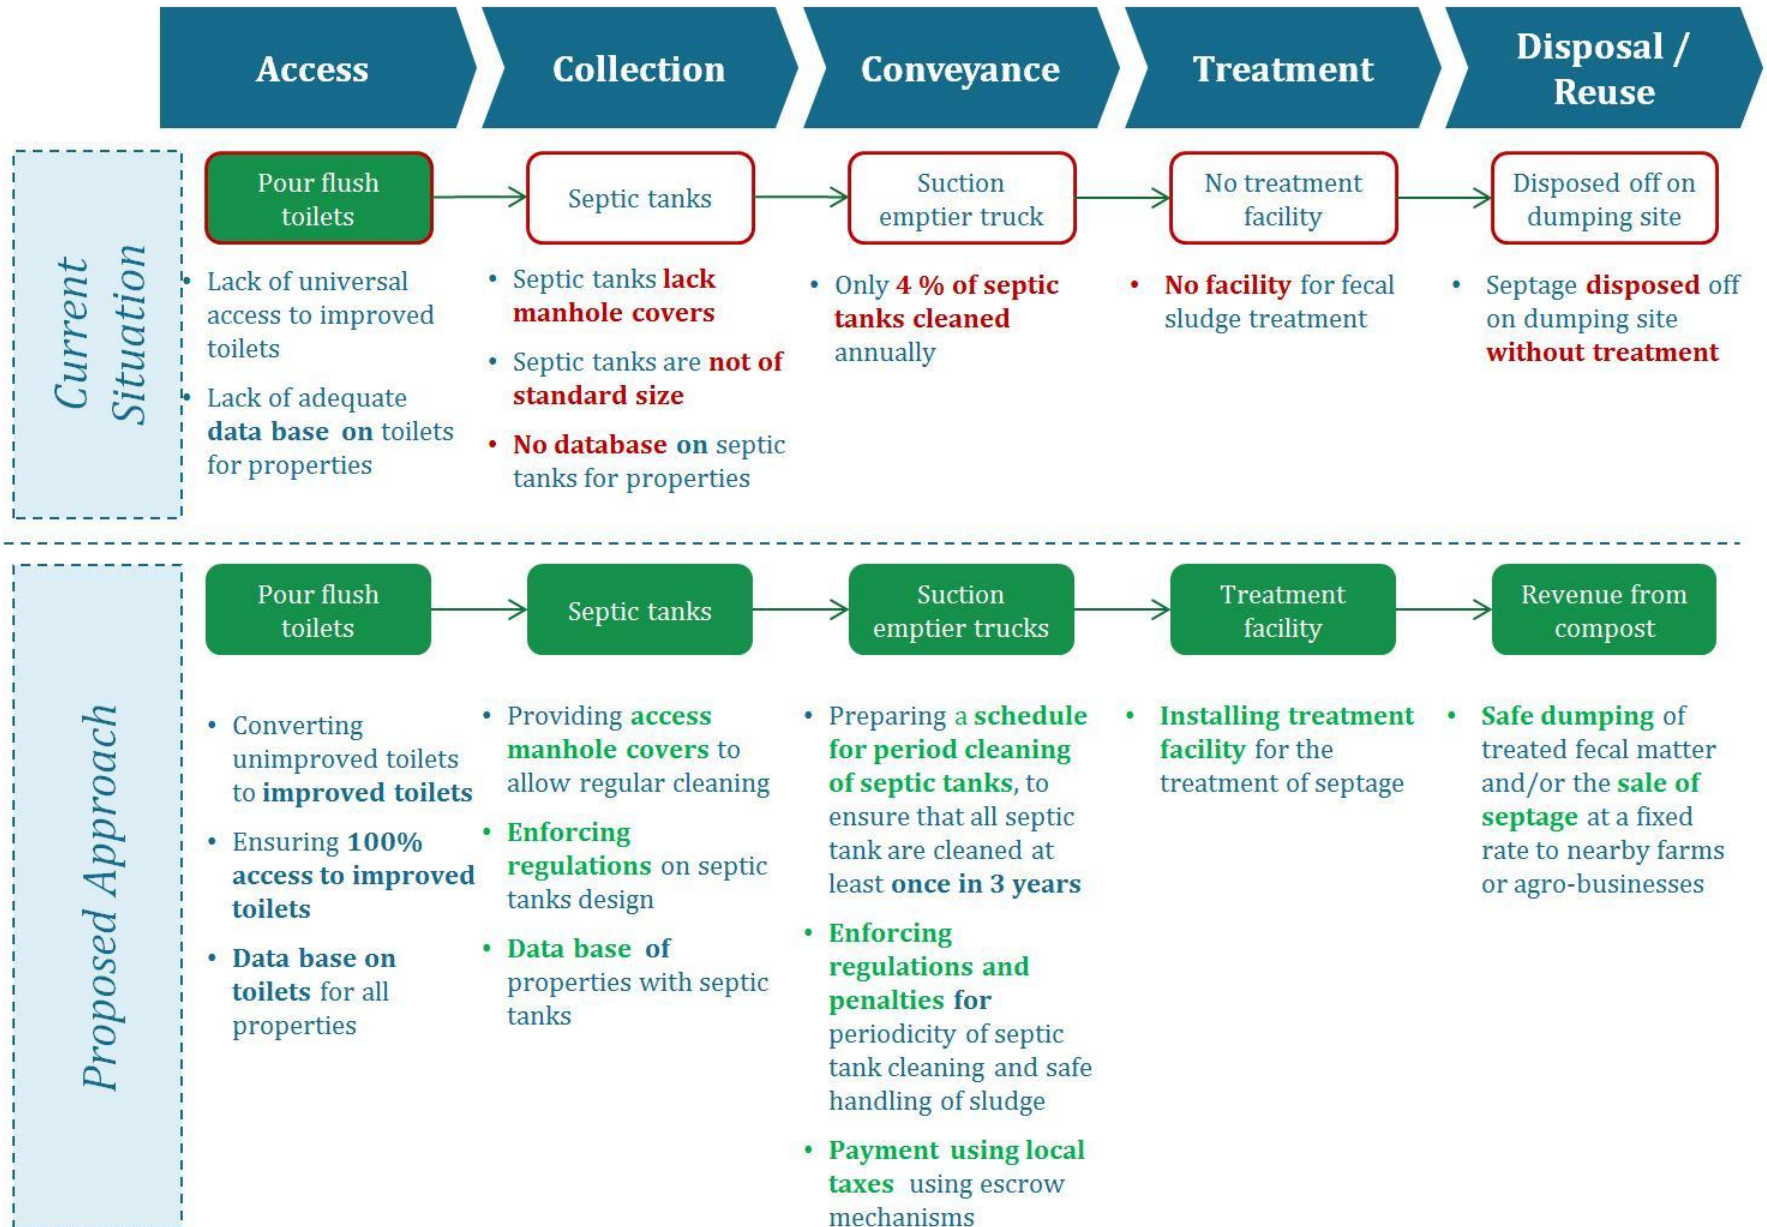 Access
Collection
Conveyance
Treatment
Disposal /
Reuse
Current
Situation
Pour flush
toilets
Septic tanks
Suction
emptier truck
No treatment
facility
Disposed off on
dumping site
• Lack of universal
access to improved
toilets
• Lack of adequate
data base on toilets
for properties
• Septic tanks lack
manhole covers
• Septic tanks are not of
standard size
• No database on septic
tanks for properties
• Only 4 % of septic
tanks cleaned
annually
• No facility for fecal
sludge treatment
• Septage disposed off
on dumping site
without treatment
Proposed Approach
Pour flush
toilets
Septic tanks
Suction
emptier trucks
Treatment
facility
Revenue from
compost
• Converting
unimproved toilets
to improved toilets
• Ensuring 100%
access to improved
toilets
• Data base on
toilets for all
properties
• Providing access
manhole covers to
allow regular cleaning
• Enforcing
regulations on septic
tanks design
• Data base of
properties with septic
tanks
• Preparing a schedule
for period cleaning
of septic tanks, to
ensure that all septic
tank are cleaned at
least once in 3 years
• Enforcing
regulations and
penalties for
periodicity of septic
tank cleaning and safe
handling of sludge
• Payment using local
taxes using escrow
mechanisms
• Installing treatment
facility for the
treatment of septage
• Safe dumping of
treated fecal matter
and/or the sale of
septage at a fixed
rate to nearby farms
or agro-businesses